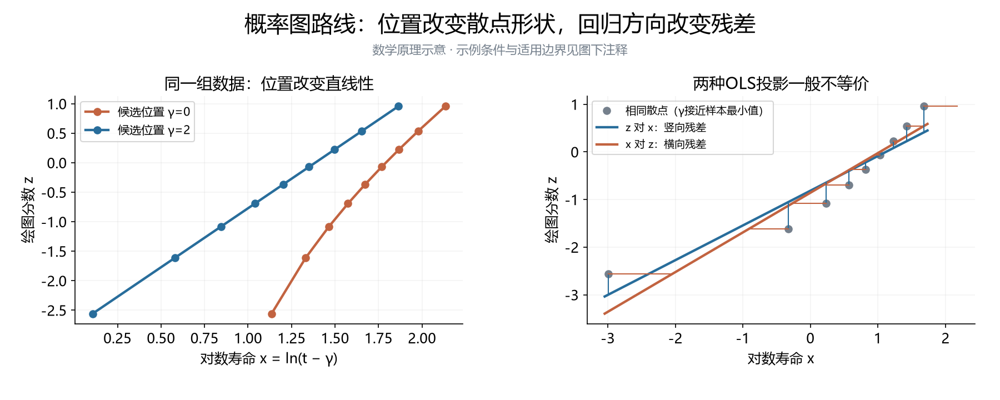 概率图路线：位置改变散点形状，回归方向改变残差
数学原理示意 · 示例条件与适用边界见图下注释
同一组数据：位置改变直线性
候选位置 γ=0
候选位置 γ=2
1.0
0.5
0.0
-0.5
-1.0
-1.5
-2.0
-2.5
绘图分数 z
0.25 0.50 0.75 1.00 1.25 1.50 1.75 2.00
对数寿命 x = ln(t − γ)
两种OLS投影一般不等价
相同散点（γ接近样本最小值）
z 对 x：竖向残差
x 对 z：横向残差
1
0
-1
-2
-3
绘图分数 z
-3 -2 -1 0 1 2
对数寿命 x